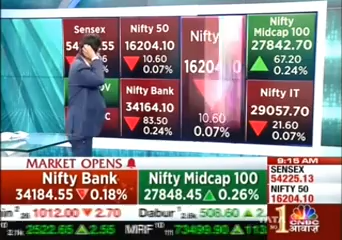 Sensex
Nifty 50
16204.10
10.60
0.07%
Nifty
Midcap 100
27842.70
67.20
0.24%
Nifty Bank
34164.10
83.50
0.24%
Nifty
16204.10
10.60
0.07%
Nifty IT
29057.70
21.60
0.07%
MARKET OPENS
9:15 AM
Nifty Bank
34184.55 ▼ 0.18%
Nifty Midcap 100
27848.45 ▲ 0.26%
SENSEX
54225.13
NIFTY 50
16204.10
1012.00 ▼ 2.70
Dabur
508.60
MRF
CNBC
आवाज़